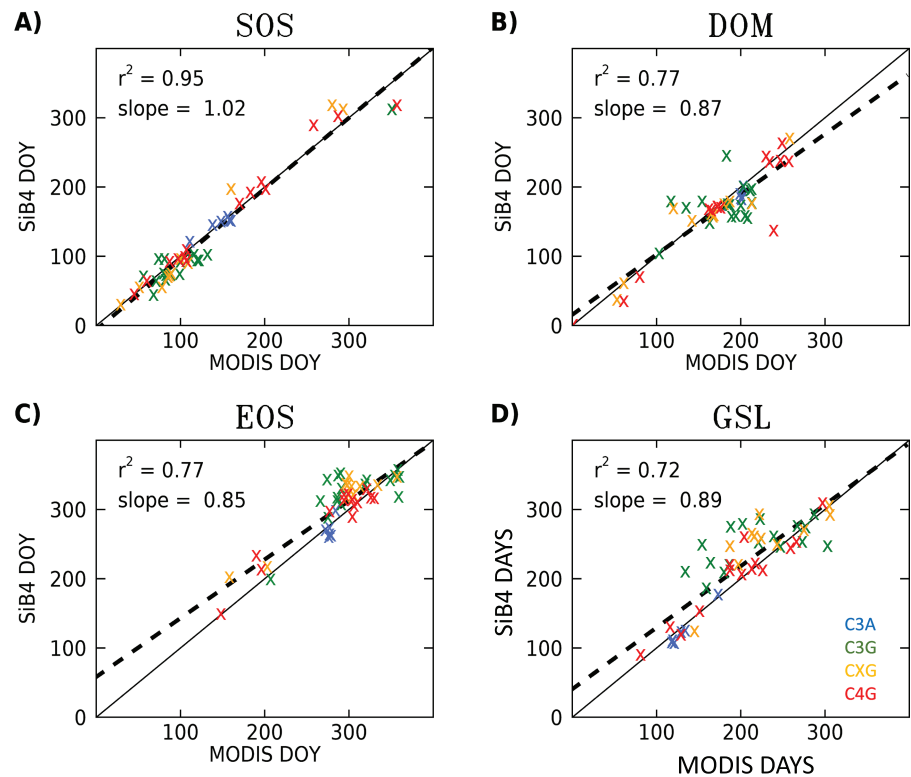 A) SOS
r² = 0.95
slope = 1.02
SiB4 DOY
300
200
100
0
100 200 300
MODIS DOY
B) DOM
r² = 0.77
slope = 0.87
SiB4 DOY
300
200
100
0
100 200 300
MODIS DOY
C) EOS
r² = 0.77
slope = 0.85
SiB4 DOY
300
200
100
0
100 200 300
MODIS DOY
D) GSL
r² = 0.72
slope = 0.89
SiB4 DAYS
300
200
100
0
C3A
C3G
CXG
C4G
100 200 300
MODIS DAYS